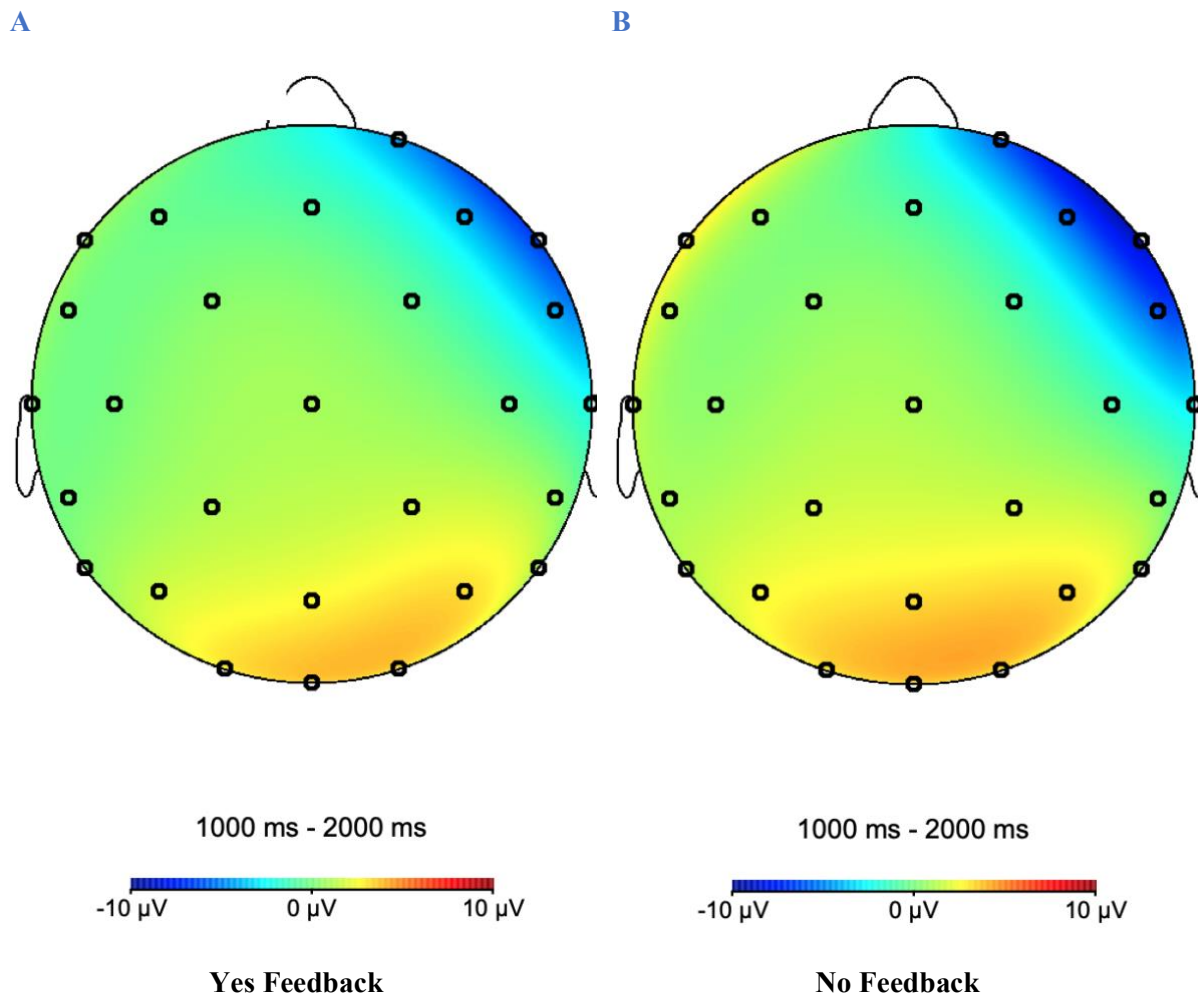 A
B
1000 ms - 2000 ms
1000 ms - 2000 ms
-10 µV 0 µV 10 µV
-10 µV 0 µV 10 µV
Yes Feedback
No Feedback